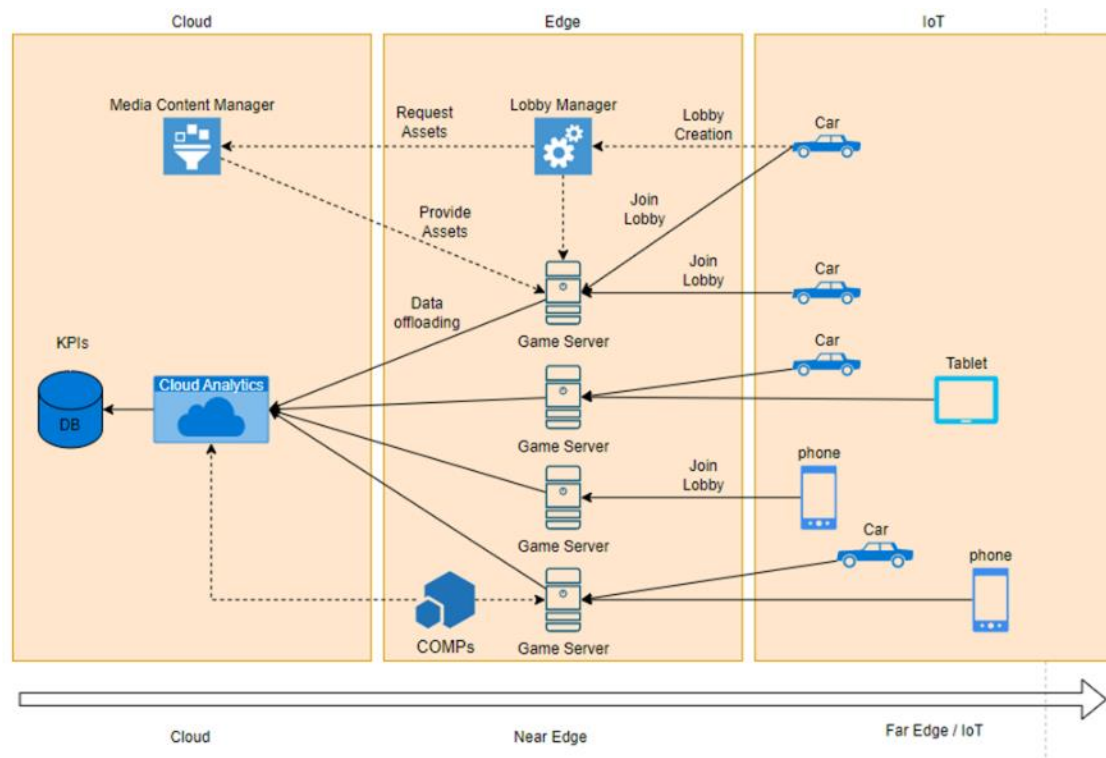 Cloud
Edge
IoT
Media Content Manager
Request
Assets
Lobby Manager
Lobby
Creation
Car
Provide
Assets
Join
Lobby
Join
Lobby
Car
Data
offloading
Game Server
KPIs
Car
Tablet
Cloud Analytics
DB
Game Server
Join
Lobby
phone
Game Server
Car
phone
COMPs
Game Server
Cloud
Near Edge
Far Edge / IoT